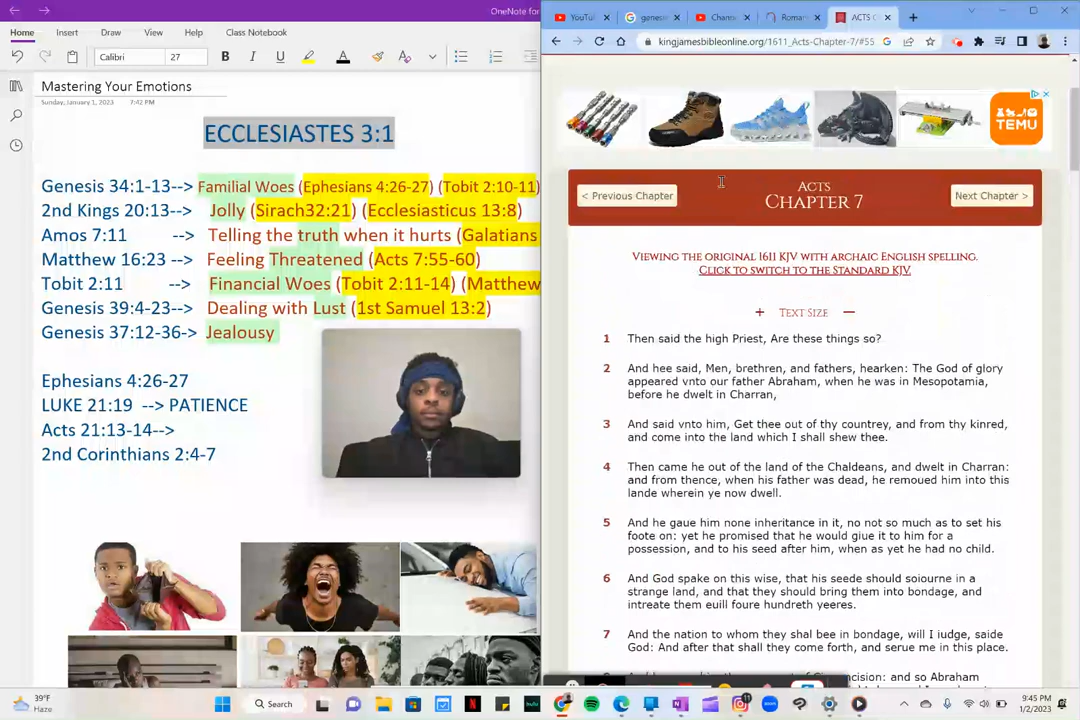 OneNote for
Home Insert Draw View Help Class Notebook
Calibri 27 B I U
Mastering Your Emotions
Sunday, January 1, 2023 7:42 PM
ECCLESIASTES 3:1
Genesis 34:1-13--> Familial Woes (Ephesians 4:26-27) (Tobit 2:10-11)
2nd Kings 20:13--> Jolly (Sirach32:21) (Ecclesiasticus 13:8)
Amos 7:11 --> Telling the truth when it hurts (Galatians
Matthew 16:23 --> Feeling Threatened (Acts 7:55-60)
Tobit 2:11 --> Financial Woes (Tobit 2:11-14) (Matthew
Genesis 39:4-23--> Dealing with Lust (1st Samuel 13:2)
Genesis 37:12-36-> Jealousy
Ephesians 4:26-27
LUKE 21:19 --> PATIENCE
Acts 21:13-14-->
2nd Corinthians 2:4-7
YouTu genesi Chann Roman ACTS C
kingjamesbibleonline.org/1611_Acts-Chapter-7/#55
TEMU
< Previous Chapter
ACTS
CHAPTER 7
Next Chapter >
VIEWING THE ORIGINAL 1611 KJV WITH ARCHAIC ENGLISH SPELLING.
CLICK TO SWITCH TO THE STANDARD KJV
+ TEXT SIZE —
1 Then said the high Priest, Are these things so?
2 And hee said, Men, brethren, and fathers, hearken: The God of glory
appeared vnto our father Abraham, when he was in Mesopotamia,
before he dwelt in Charran,
3 And said vnto him, Get thee out of thy countrey, and from thy kinred,
and come into the land which I shall shew thee.
4 Then came he out of the land of the Chaldeans, and dwelt in Charran:
and from thence, when his father was dead, he remoued him into this
lande wherein ye now dwell.
5 And he gaue him none inheritance in it, no not so much as to set his
foote on: yet he promised that he would giue it to him for a
possession, and to his seed after him, when as yet he had no child.
6 And God spake on this wise, that his seede should soiourne in a
strange land, and that they should bring them into bondage, and
intreate them euill foure hundreth yeeres.
7 And the nation to whom they shal bee in bondage, will I iudge, saide
God: And after that shall they come forth, and serue me in this place.
cision: and so Abraham
39°F
Haze
Search
9:45 PM
1/2/2023